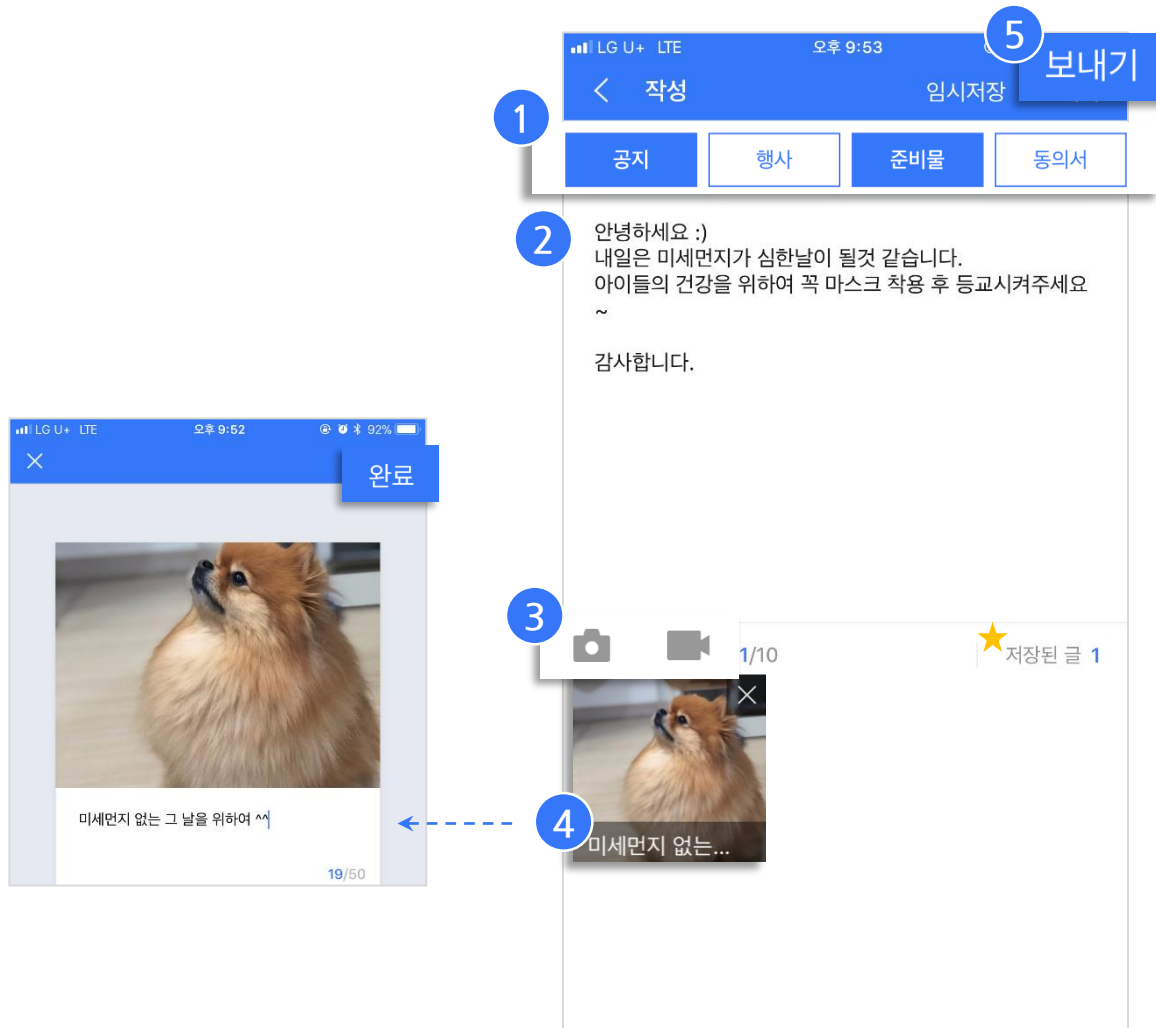 LG U+ LTE 오후 9:53
5
보내기
작성 임시저장
1
공지 행사 준비물 동의서
2
안녕하세요 :)
내일은 미세먼지가 심한날이 될것 같습니다.
아이들의 건강을 위하여 꼭 마스크 착용 후 등교시켜주세요
~
감사합니다.
LG U+ LTE 오후 9:52 92%
완료
3
1/10
저장된 글 1
미세먼지 없는 그 날을 위하여 ^^
19/50
4
미세먼지 없는...